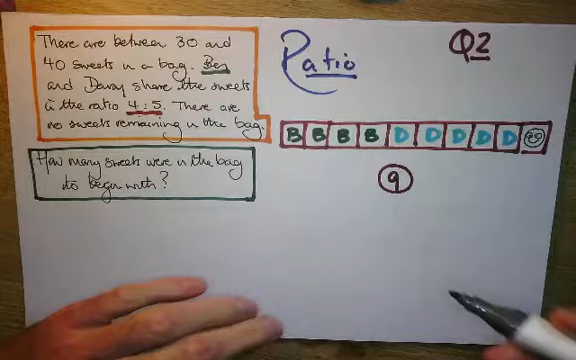 There are between 30 and
40 sweets in a bag. Ben
and Dany share the sweets
in the ratio 4:5. There are
no sweets remaining in the bag.
How many sweets were in the bag
to begin with?
Ratio
Q2
B B B B D D D D D
9